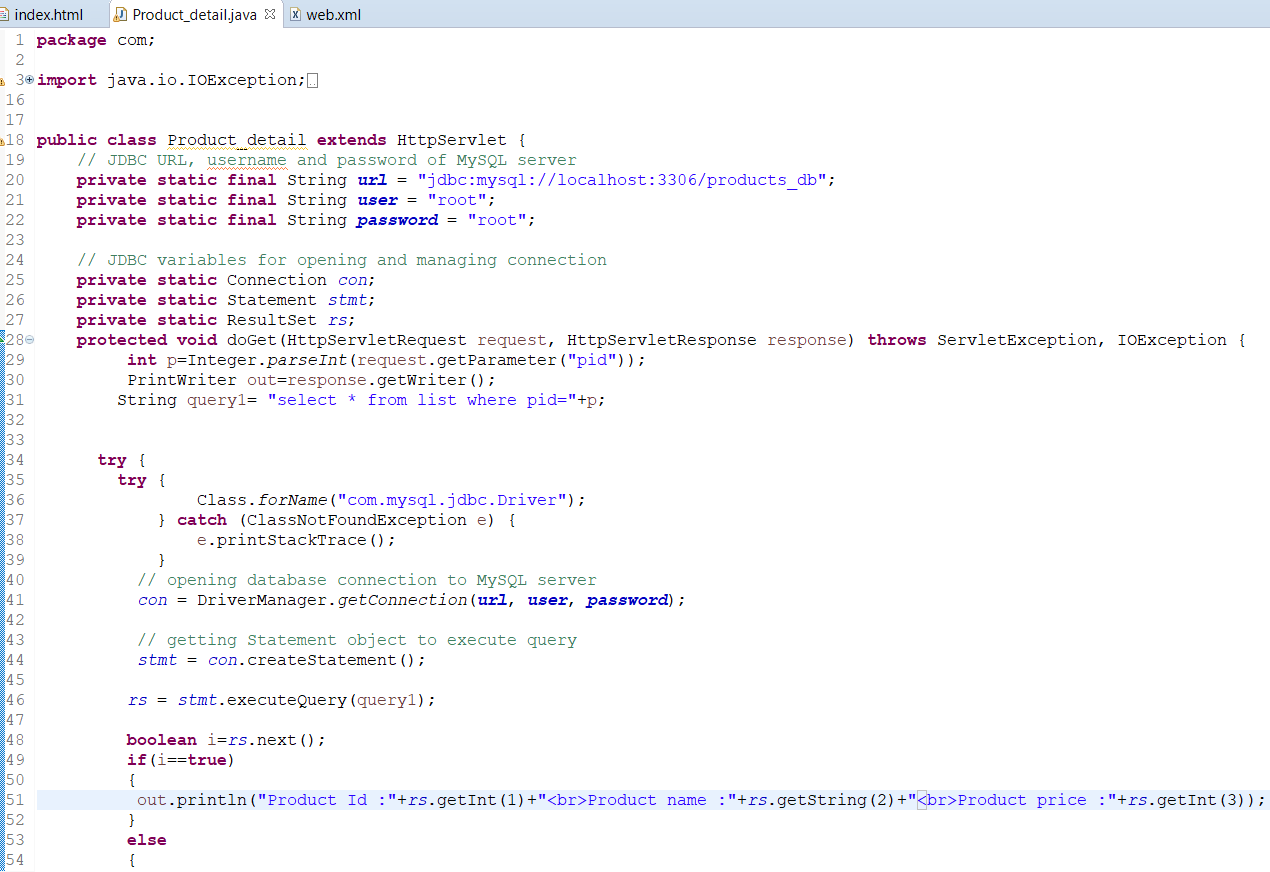 index.html Product_detail.java web.xml
1 package com;
2
3 import java.io.IOException;
16
17
18 public class Product_detail extends HttpServlet {
19 // JDBC URL, username and password of MySQL server
20 private static final String url = "jdbc:mysql://localhost:3306/products_db";
21 private static final String user = "root";
22 private static final String password = "root";
23
24 // JDBC variables for opening and managing connection
25 private static Connection con;
26 private static Statement stmt;
27 private static ResultSet rs;
28 protected void doGet(HttpServletRequest request, HttpServletResponse response) throws ServletException, IOException {
29 int p=Integer.parseInt(request.getParameter("pid"));
30 PrintWriter out=response.getWriter();
31 String query1= "select * from list where pid="+p;
32
33
34 try {
35 try {
36 Class.forName("com.mysql.jdbc.Driver");
37 } catch (ClassNotFoundException e) {
38 e.printStackTrace();
39 }
40 // opening database connection to MySQL server
41 con = DriverManager.getConnection(url, user, password);
42
43 // getting Statement object to execute query
44 stmt = con.createStatement();
45
46 rs = stmt.executeQuery(query1);
47
48 boolean i=rs.next();
49 if(i==true)
50 {
51 out.println("Product Id :"+rs.getInt(1)+"<br>Product name :"+rs.getString(2)+"<br>Product price :"+rs.getInt(3));
52 }
53 else
54 {